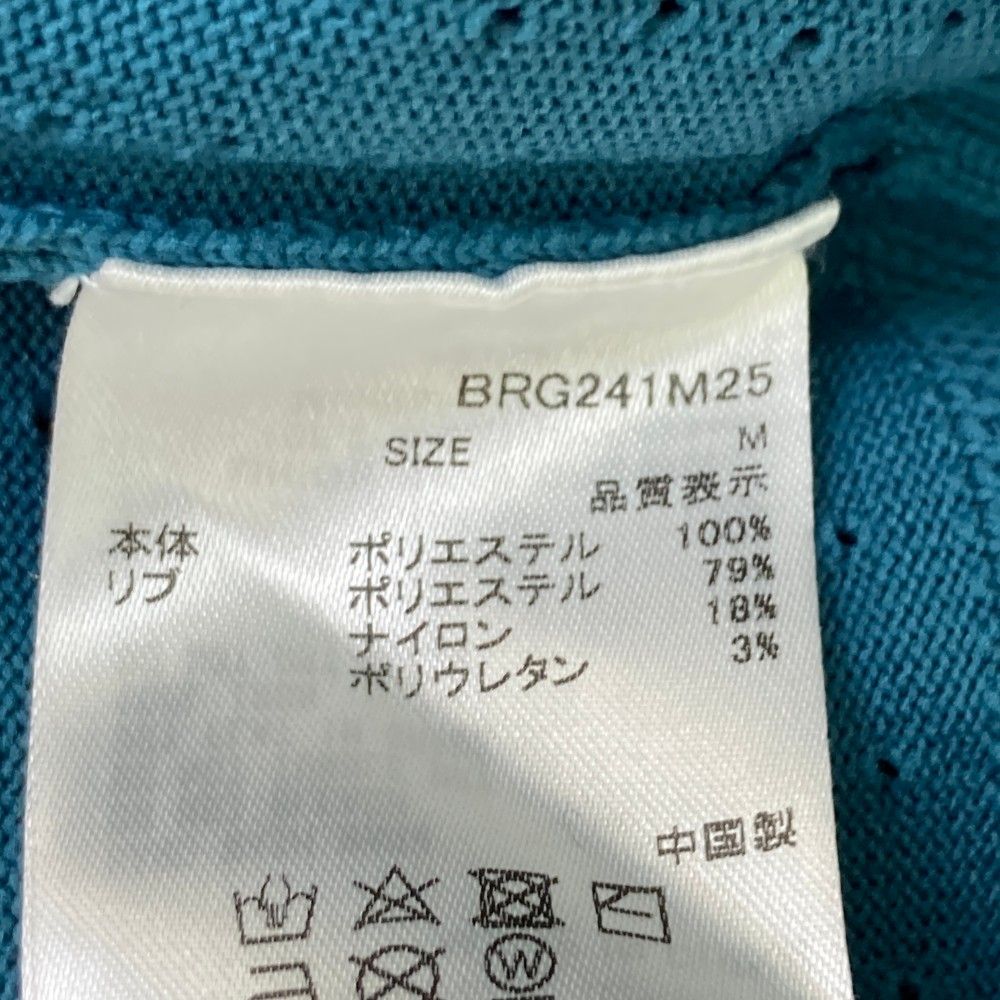 BRG241M25
SIZE M
品質表示
本体 ポリエステル 100%
リブ ポリエステル 79%
ナイロン 18%
ポリウレタン 3%
中国製
W